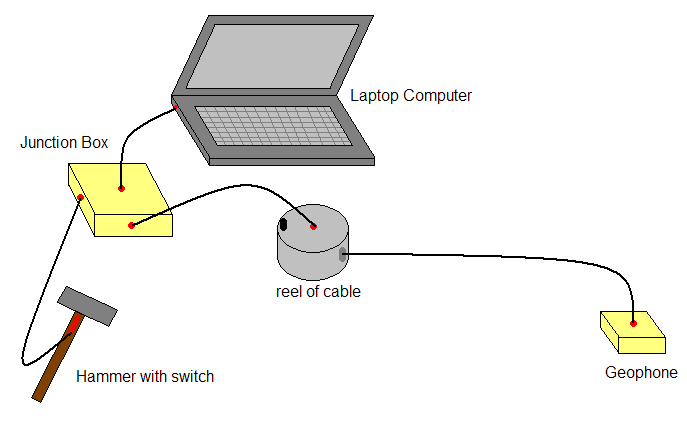 Laptop Computer
Junction Box
reel of cable
Geophone
Hammer with switch